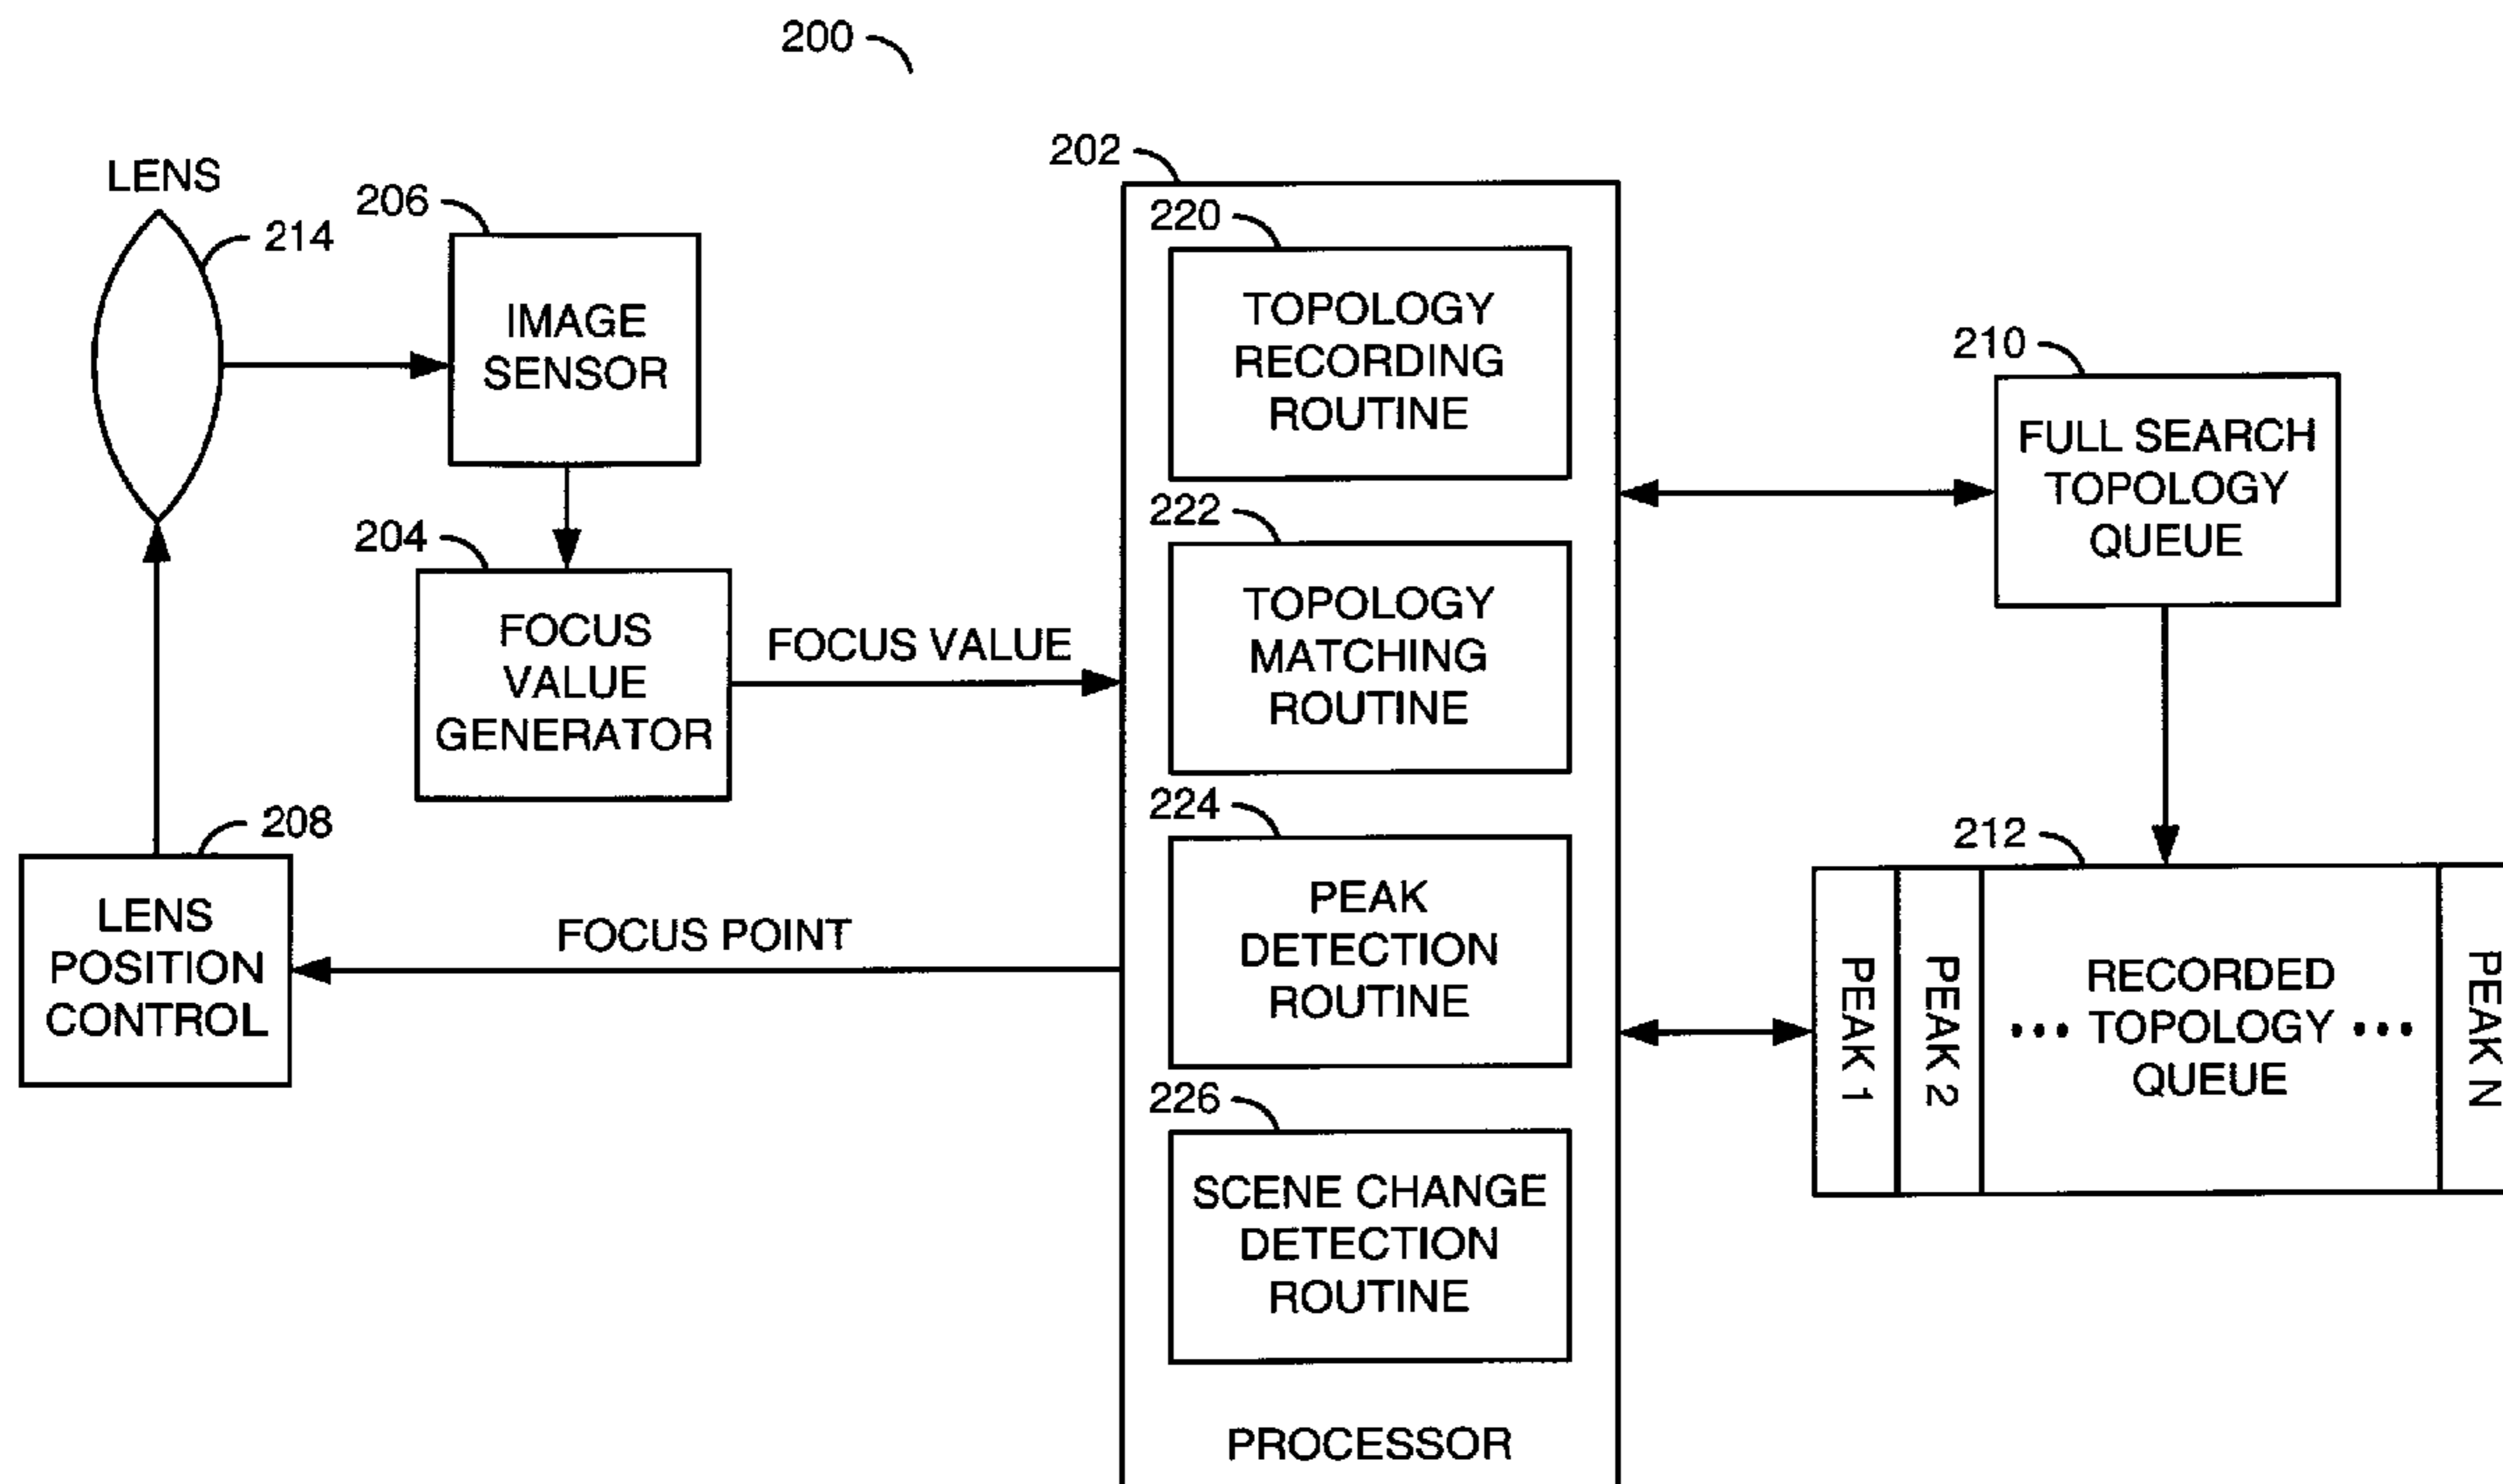 200
LENS
214
206
IMAGE
SENSOR
204
FOCUS
VALUE
GENERATOR
FOCUS VALUE
208
LENS
POSITION
CONTROL
FOCUS POINT
202
220
TOPOLOGY
RECORDING
ROUTINE
222
TOPOLOGY
MATCHING
ROUTINE
224
PEAK
DETECTION
ROUTINE
226
SCENE CHANGE
DETECTION
ROUTINE
PROCESSOR
210
FULL SEARCH
TOPOLOGY
QUEUE
212
PEAK 1
PEAK 2
RECORDED
••• TOPOLOGY •••
QUEUE
PEAK N